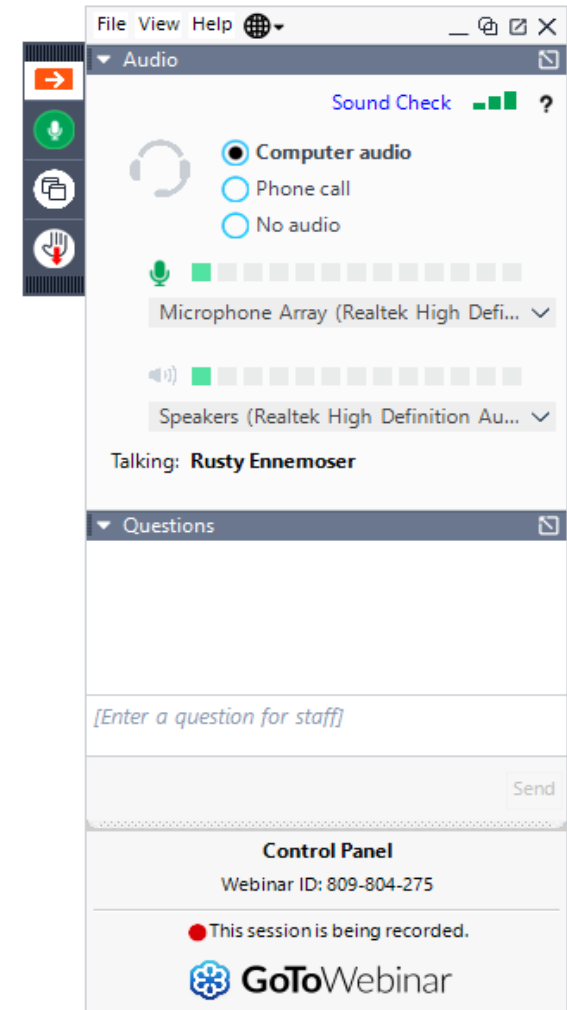 File View Help
Audio
Sound Check ?
Computer audio
Phone call
No audio
Microphone Array (Realtek High Defi...
Speakers (Realtek High Definition Au...
Talking: Rusty Ennemoser
Questions
[Enter a question for staff]
Send
Control Panel
Webinar ID: 809-804-275
This session is being recorded.
GoToWebinar